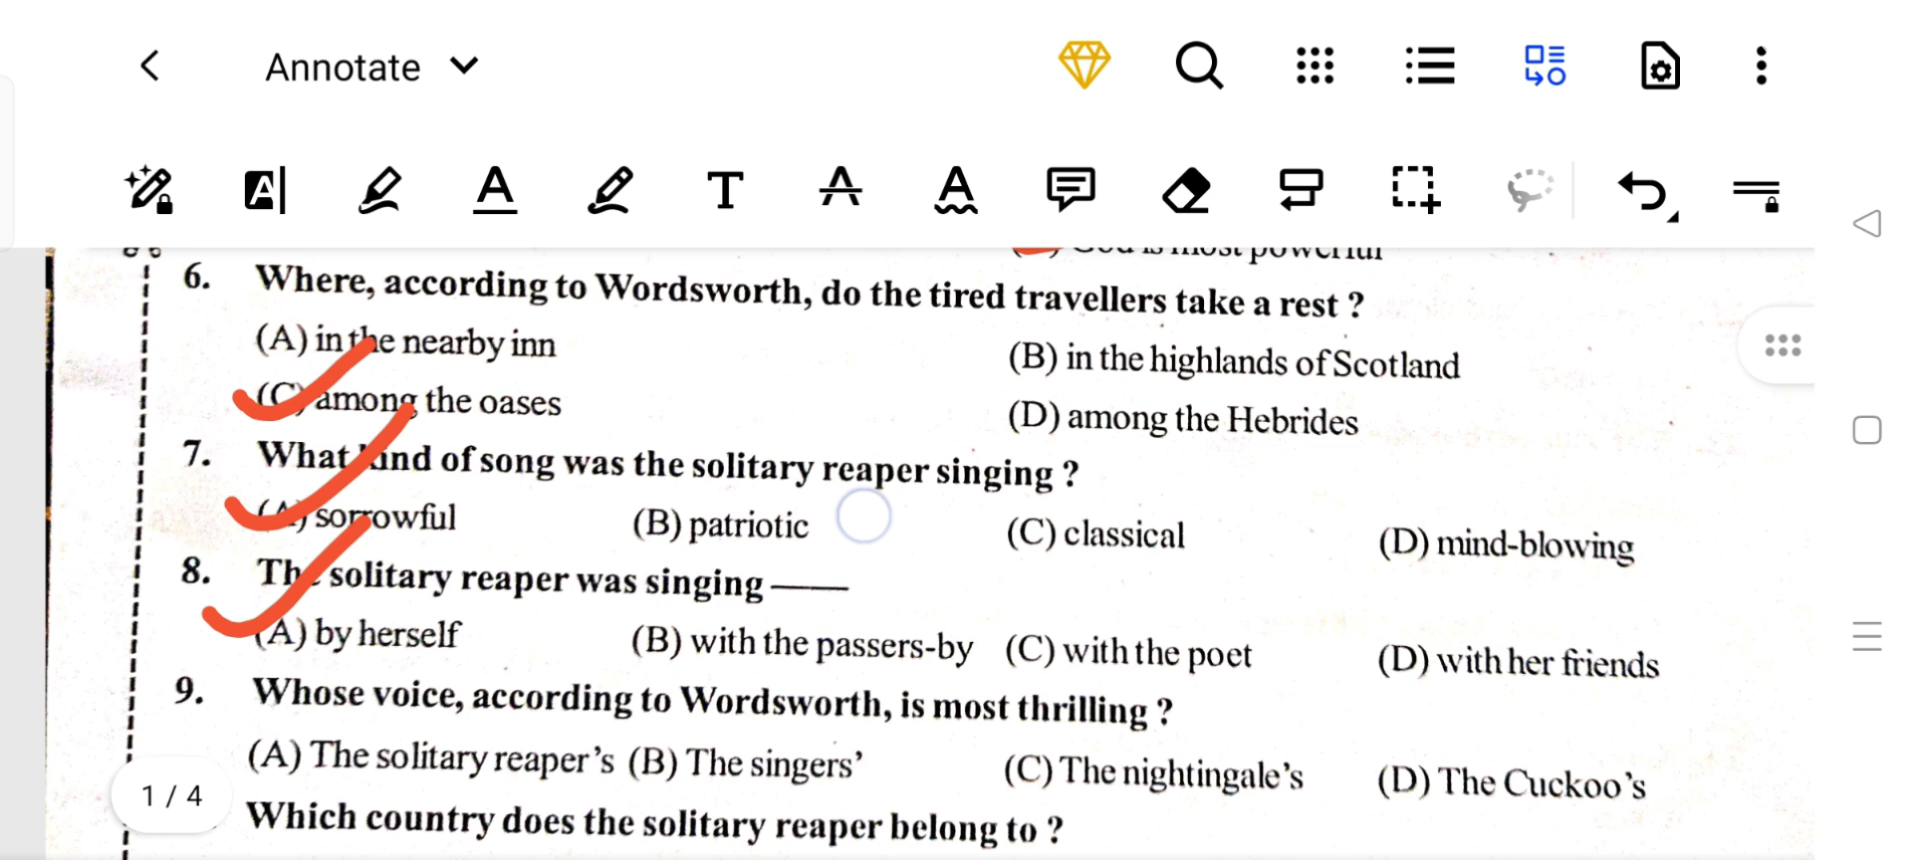 Annotate
God is most powerful
6. Where, according to Wordsworth, do the tired travellers take a rest ?
(A) in the nearby inn
(B) in the highlands of Scotland
(C) among the oases
(D) among the Hebrides
7. What kind of song was the solitary reaper singing ?
(A) sorrowful (B) patriotic (C) classical (D) mind-blowing
8. The solitary reaper was singing ——
(A) by herself (B) with the passers-by (C) with the poet (D) with her friends
9. Whose voice, according to Wordsworth, is most thrilling ?
(A) The solitary reaper's (B) The singers' (C) The nightingale's (D) The Cuckoo's
1 / 4
Which country does the solitary reaper belong to ?